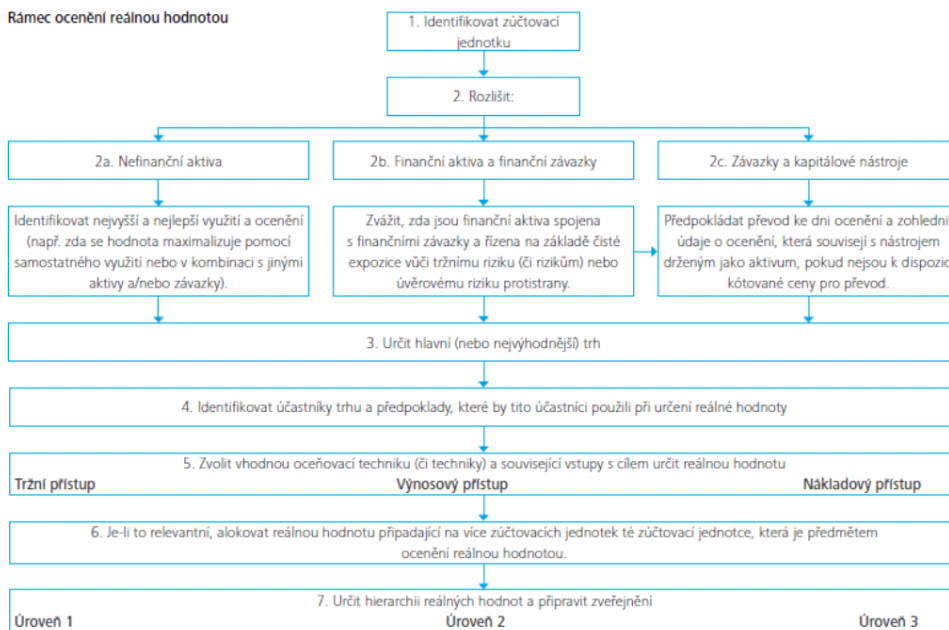 Rámec ocenění reálnou hodnotou
1. Identifikovat zúčtovací
jednotku
2. Rozlišit:
2a. Nefinanční aktiva
2b. Finanční aktiva a finanční závazky
2c. Závazky a kapitálové nástroje
Identifikovat nejvyšší a nejlepší využití a ocenění
(např. zda se hodnota maximalizuje pomocí
samostatného využití nebo v kombinaci s jinými
aktivy a/nebo závazky).
Zvážit, zda jsou finanční aktiva spojena
s finančními závazky a řízena na základě čisté
expozice vůči tržnímu riziku (či rizikům) nebo
úvěrovému riziku protistrany.
Předpokládat převod ke dni ocenění a zohledni
údaje o ocenění, která souvisejí s nástrojem
drženým jako aktivum, pokud nejsou k dispozic
kótované ceny pro převod.
3. Určit hlavní (nebo nejvýhodnější) trh
4. Identifikovat účastníky trhu a předpoklady, které by tito účastníci použili při určení reálné hodnoty
5. Zvolit vhodnou oceňovací techniku (či techniky) a související vstupy s cílem určit reálnou hodnotu
Tržní přístup Výnosový přístup Nákladový přístup
6. Je-li to relevantní, alokovat reálnou hodnotu připadající na více zúčtovacích jednotek té zúčtovací jednotce, která je předmětem
ocenění reálnou hodnotou.
7. Určit hierarchii reálných hodnot a připravit zveřejnění
Úroveň 1 Úroveň 2 Úroveň 3